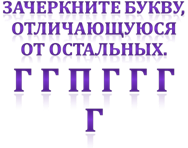 ЗАЧЕРКНИТЕ БУКВУ,
ОТЛИЧАЮЩУЮСЯ
ОТ ОСТАЛЬНЫХ.
Г Г П Г Г Г
Г